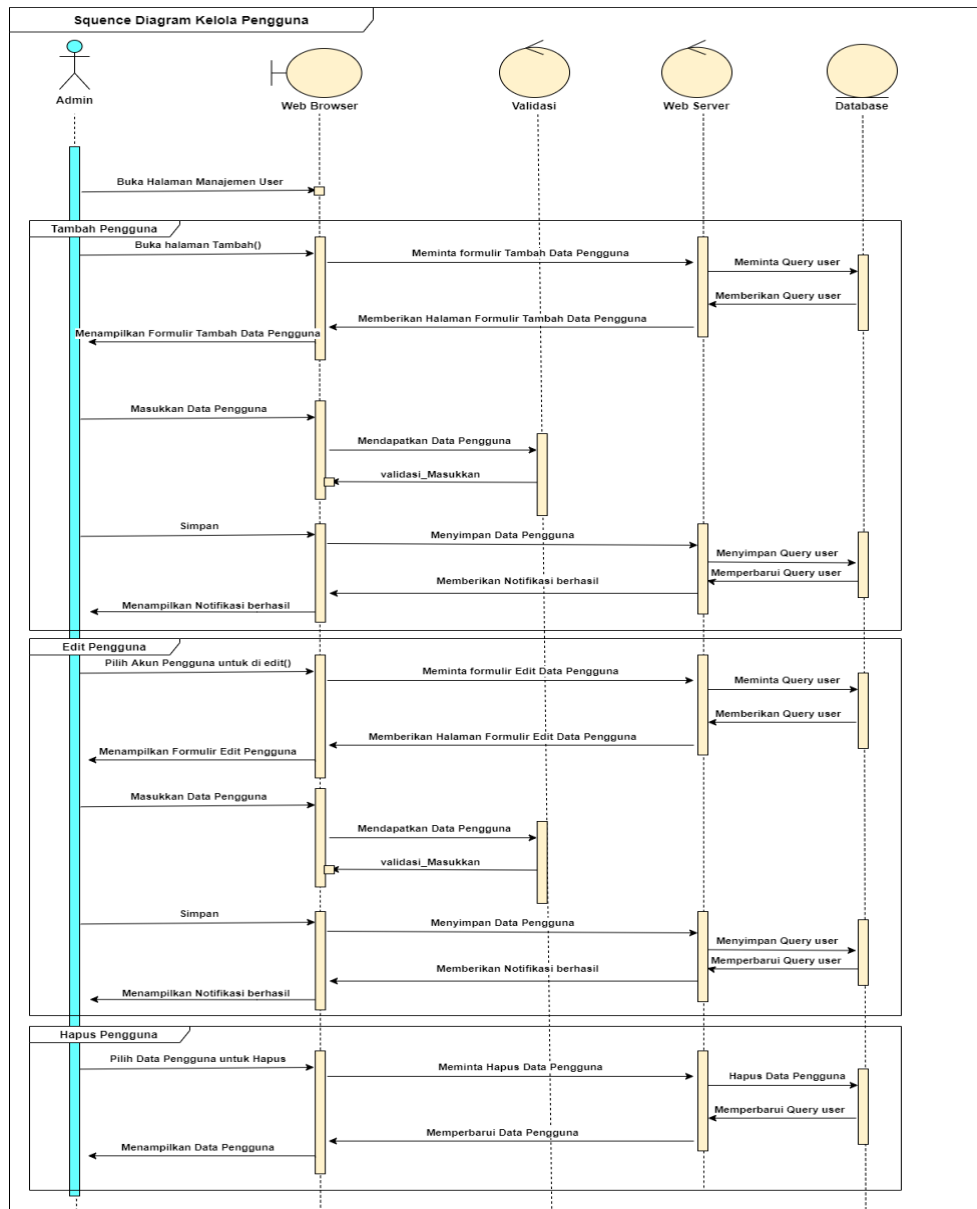 Squence Diagram Kelola Pengguna
Admin
Web Browser
Validasi
Web Server
Database
Buka Halaman Manajemen User
Tambah Pengguna
Buka halaman Tambah()
Meminta formulir Tambah Data Pengguna
Meminta Query user
Memberikan Query user
Memberikan Halaman Formulir Tambah Data Pengguna
Menampilkan Formulir Tambah Data Pengguna
Masukkan Data Pengguna
Mendapatkan Data Pengguna
validasi_Masukkan
Simpan
Menyimpan Data Pengguna
Menyimpan Query user
Memperbarui Query user
Memberikan Notifikasi berhasil
Menampilkan Notifikasi berhasil
Edit Pengguna
Pilih Akun Pengguna untuk di edit()
Meminta formulir Edit Data Pengguna
Meminta Query user
Memberikan Query user
Memberikan Halaman Formulir Edit Data Pengguna
Menampilkan Formulir Edit Pengguna
Masukkan Data Pengguna
Mendapatkan Data Pengguna
validasi_Masukkan
Simpan
Menyimpan Data Pengguna
Menyimpan Query user
Memperbarui Query user
Memberikan Notifikasi berhasil
Menampilkan Notifikasi berhasil
Hapus Pengguna
Pilih Data Pengguna untuk Hapus
Meminta Hapus Data Pengguna
Hapus Data Pengguna
Memperbarui Query user
Memperbarui Data Pengguna
Menampilkan Data Pengguna